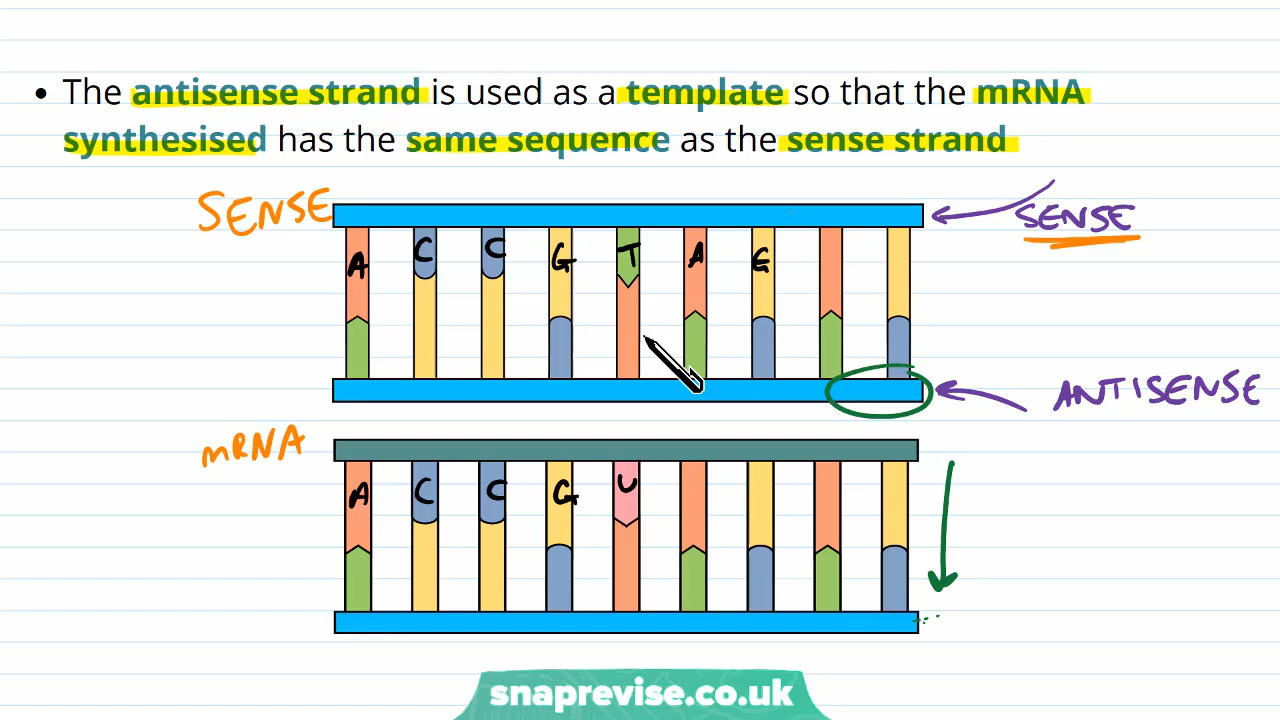 • The antisense strand is used as a template so that the mRNA
synthesised has the same sequence as the sense strand
SENSE
SENSE
A C C G T A G
ANTISENSE
mRNA
A C C G U
snaprevise.co.uk